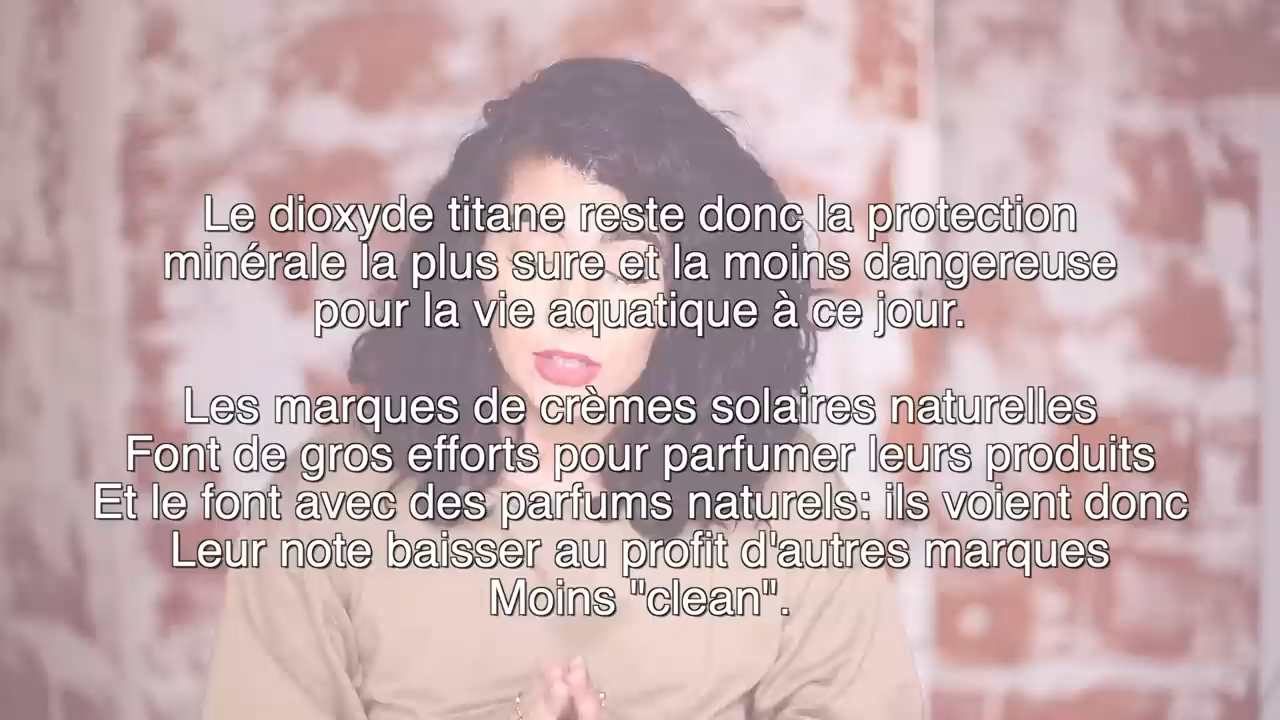 Le dioxyde titane reste donc la protection
minérale la plus sure et la moins dangereuse
pour la vie aquatique à ce jour.
Les marques de crèmes solaires naturelles
Font de gros efforts pour parfumer leurs produits
Et le font avec des parfums naturels: ils voient donc
Leur note baisser au profit d'autres marques
Moins "clean".